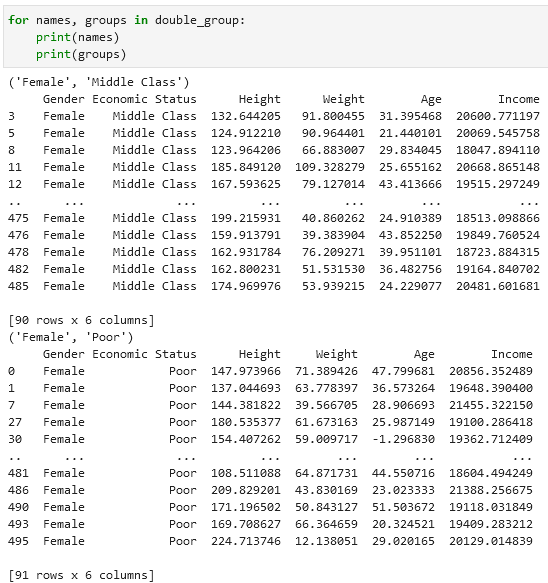 for names, groups in double_group:
    print(names)
    print(groups)
('Female', 'Middle Class')
     Gender Economic Status      Height      Weight        Age        Income
3    Female    Middle Class  132.644205   91.800455  31.395468  20600.771197
5    Female    Middle Class  124.912210   90.964401  21.440101  20069.545758
8    Female    Middle Class  123.964206   66.883007  29.834045  18047.894110
11   Female    Middle Class  185.849120  109.328279  25.655162  20668.865148
12   Female    Middle Class  167.593625   79.127014  43.413666  19515.297249
..      ...             ...         ...         ...        ...           ...
475  Female    Middle Class  199.215931   40.860262  24.910389  18513.098866
476  Female    Middle Class  159.913791   39.383904  43.852250  19849.760524
478  Female    Middle Class  162.931784   76.209271  39.951101  18723.884315
482  Female    Middle Class  162.800231   51.531530  36.482756  19164.840702
485  Female    Middle Class  174.969976   53.939215  24.229077  20481.601681
[90 rows x 6 columns]
('Female', 'Poor')
     Gender Economic Status      Height     Weight        Age        Income
0    Female            Poor  147.973966  71.389426  47.799681  20856.352489
1    Female            Poor  137.044693  63.778397  36.573264  19648.390400
7    Female            Poor  144.381822  39.566705  28.906693  21455.322150
27   Female            Poor  180.535377  61.673163  25.987149  19100.286418
30   Female            Poor  154.407262  59.009717  -1.296830  19362.712409
..      ...             ...         ...        ...        ...           ...
481  Female            Poor  108.511088  64.871731  44.550716  18604.494249
486  Female            Poor  209.829201  43.830169  23.023333  21388.256675
490  Female            Poor  171.196502  50.843127  51.503672  19118.031849
493  Female            Poor  169.708627  66.364659  20.324521  19409.283212
495  Female            Poor  224.713746  12.138051  29.020165  20129.014839
[91 rows x 6 columns]